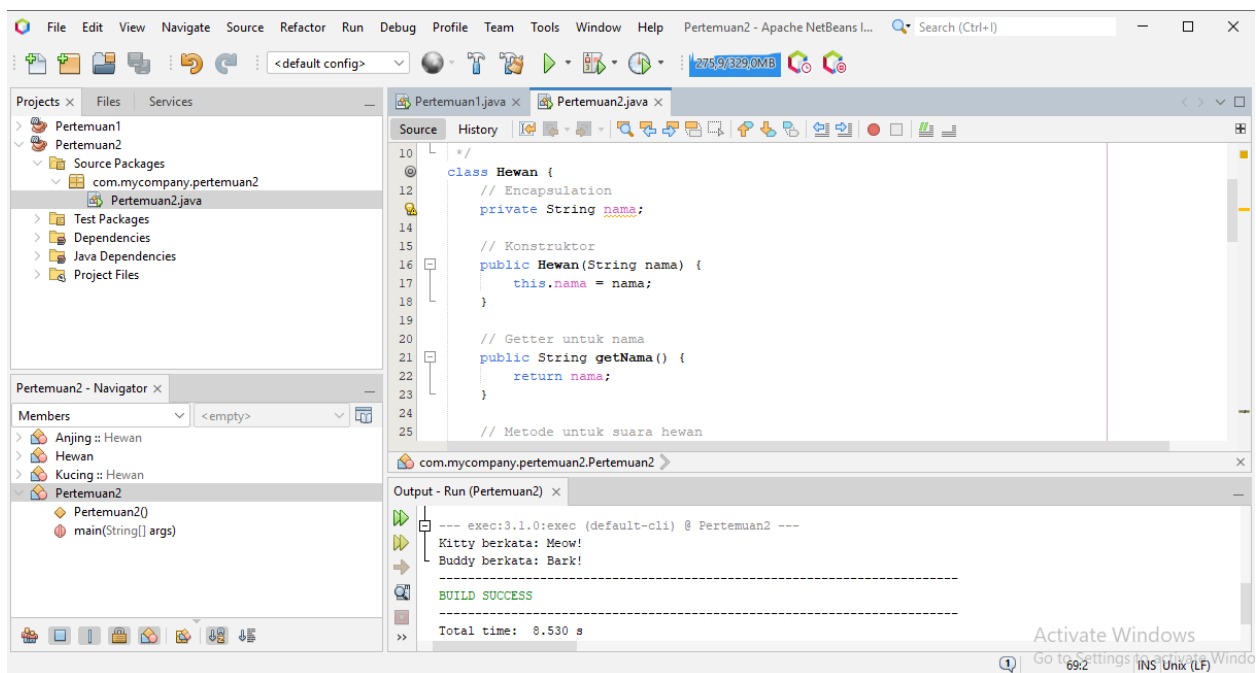 File Edit View Navigate Source Refactor Run Debug Profile Team Tools Window Help Pertemuan2 - Apache NetBeans I... Search (Ctrl+I)
<default config> 275,9/329,0MB
Projects Files Services
Pertemuan1
Pertemuan2
Source Packages
com.mycompany.pertemuan2
Pertemuan2.java
Test Packages
Dependencies
Java Dependencies
Project Files
Pertemuan2 - Navigator
Members <empty>
Anjing :: Hewan
Hewan
Kucing :: Hewan
Pertemuan2
Pertemuan2()
main(String[] args)
Pertemuan1.java Pertemuan2.java
Source History
10 */
class Hewan {
12 // Encapsulation
private String nama;
14
15 // Konstruktor
16 public Hewan(String nama) {
17 this.nama = nama;
18 }
19
20 // Getter untuk nama
21 public String getNama() {
22 return nama;
23 }
24
25 // Metode untuk suara hewan
com.mycompany.pertemuan2.Pertemuan2
Output - Run (Pertemuan2)
--- exec:3.1.0:exec (default-cli) @ Pertemuan2 ---
Kitty berkata: Meow!
Buddy berkata: Bark!
------------------------------------------------------------------------
BUILD SUCCESS
------------------------------------------------------------------------
Total time: 8.530 s
Activate Windows
Go to Settings to activate Windo
1 69:2 INS Unix (LF)